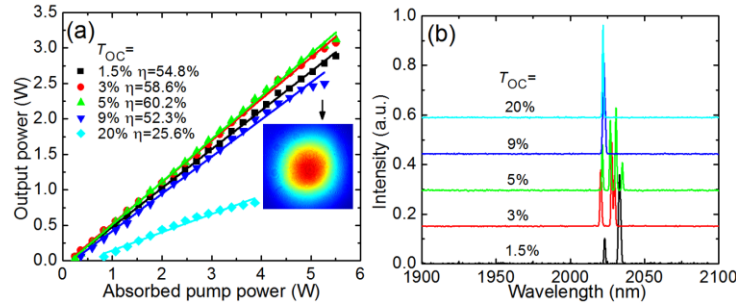 (a)
T_OC=
1.5% η=54.8%
3% η=58.6%
5% η=60.2%
9% η=52.3%
20% η=25.6%
3.5
3.0
2.5
2.0
1.5
1.0
0.5
0.0
Output power (W)
0 1 2 3 4 5 6
Absorbed pump power (W)
(b)
T_OC=
20%
9%
5%
3%
1.5%
1.0
0.8
0.6
0.4
0.2
0.0
Intensity (a.u.)
1900 1950 2000 2050 2100
Wavelength (nm)